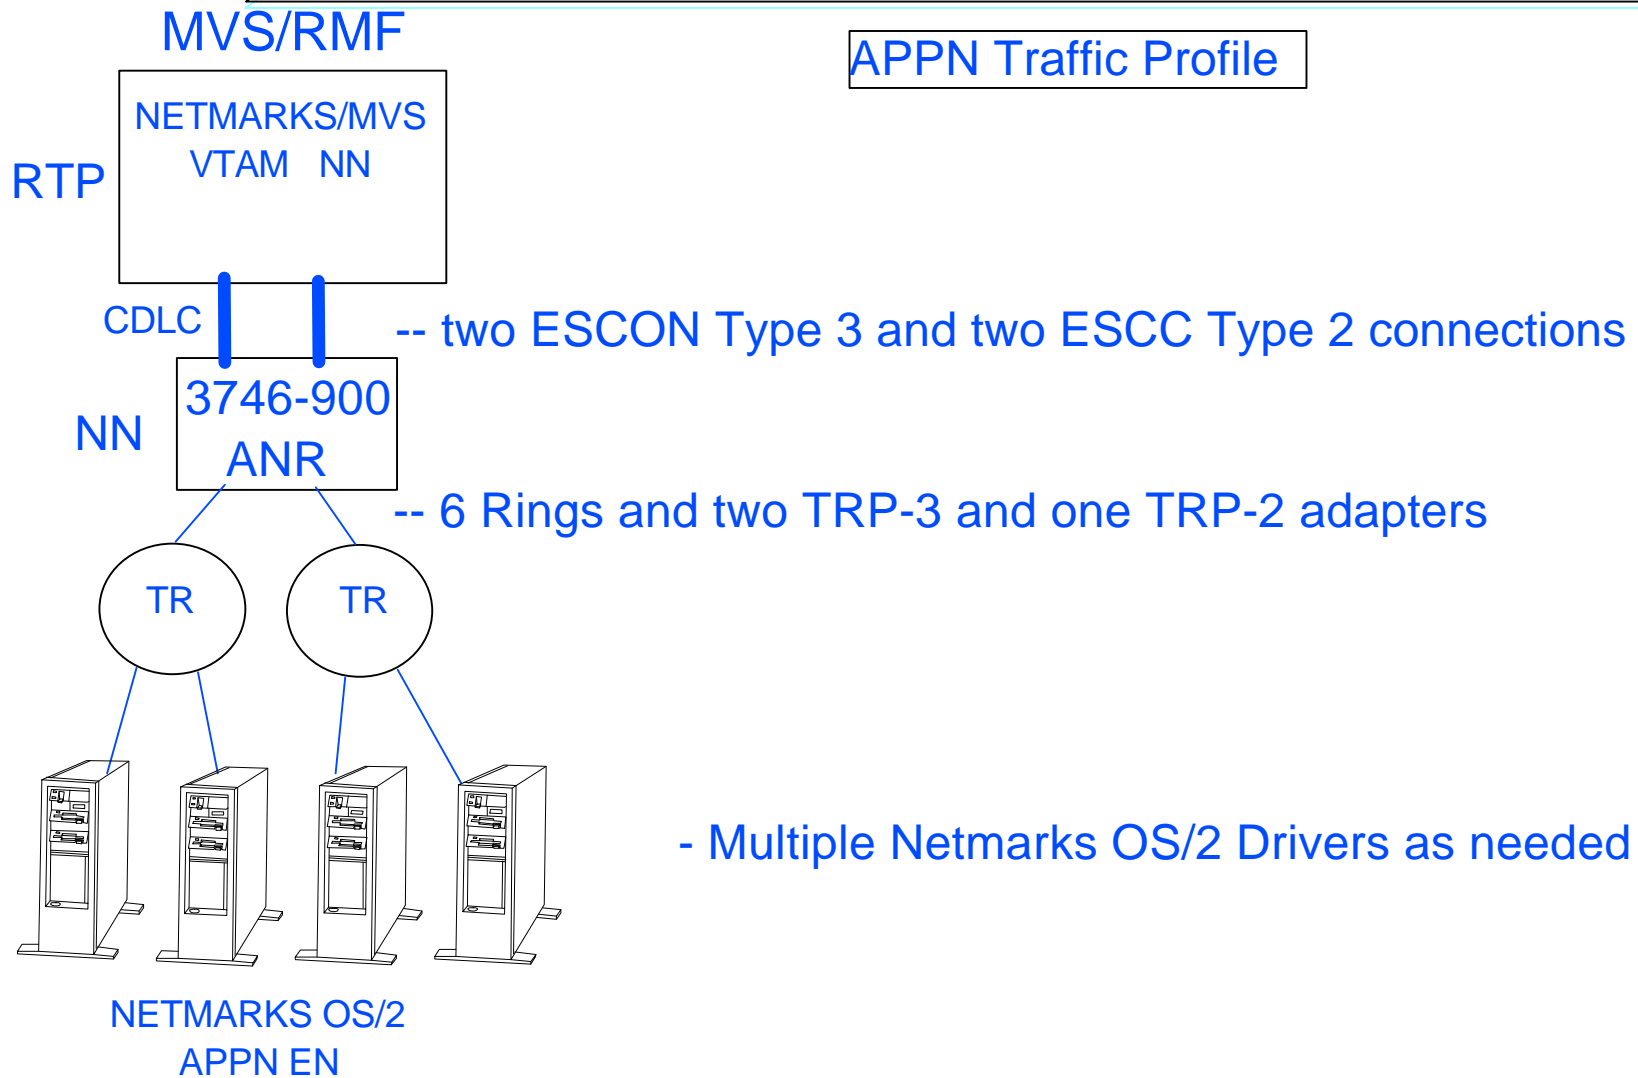 MVS/RMF
APPN Traffic Profile
NETMARKS/MVS
VTAM NN
RTP
CDLC
-- two ESCON Type 3 and two ESCC Type 2 connections
3746-900
NN
ANR
-- 6 Rings and two TRP-3 and one TRP-2 adapters
TR
TR
- Multiple Netmarks OS/2 Drivers as needed
NETMARKS OS/2
APPN EN